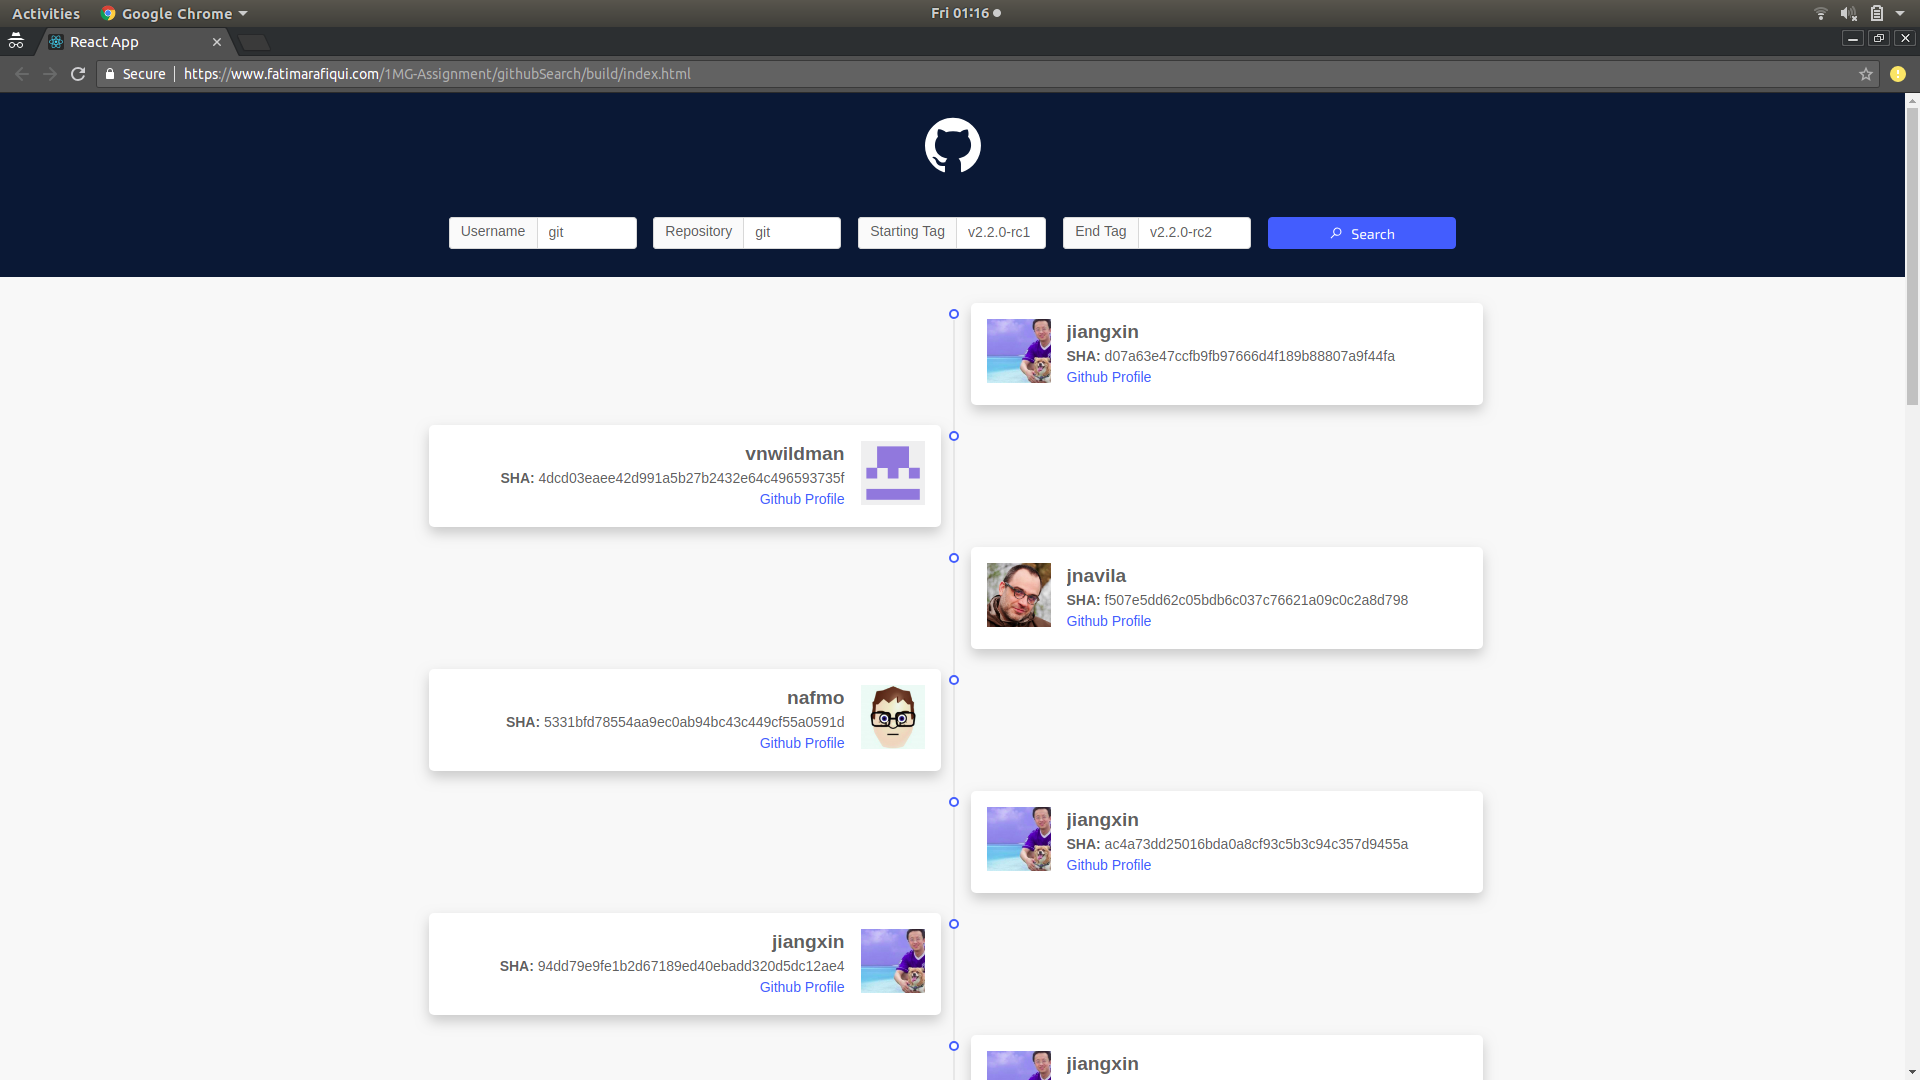 Activities Google Chrome Fri 01:16
React App
Secure https://www.fatimarafiqui.com/1MG-Assignment/githubSearch/build/index.html
Username git Repository git Starting Tag v2.2.0-rc1 End Tag v2.2.0-rc2 Search
jiangxin
SHA: d07a63e47ccfb9fb97666d4f189b88807a9f44fa
Github Profile
vnwildman
SHA: 4dcd03eaee42d991a5b27b2432e64c496593735f
Github Profile
jnavila
SHA: f507e5dd62c05bdb6c037c76621a09c0c2a8d798
Github Profile
nafmo
SHA: 5331bfd78554aa9ec0ab94bc43c449cf55a0591d
Github Profile
jiangxin
SHA: ac4a73dd25016bda0a8cf93c5b3c94c357d9455a
Github Profile
jiangxin
SHA: 94dd79e9fe1b2d67189ed40ebadd320d5dc12ae4
Github Profile
jiangxin